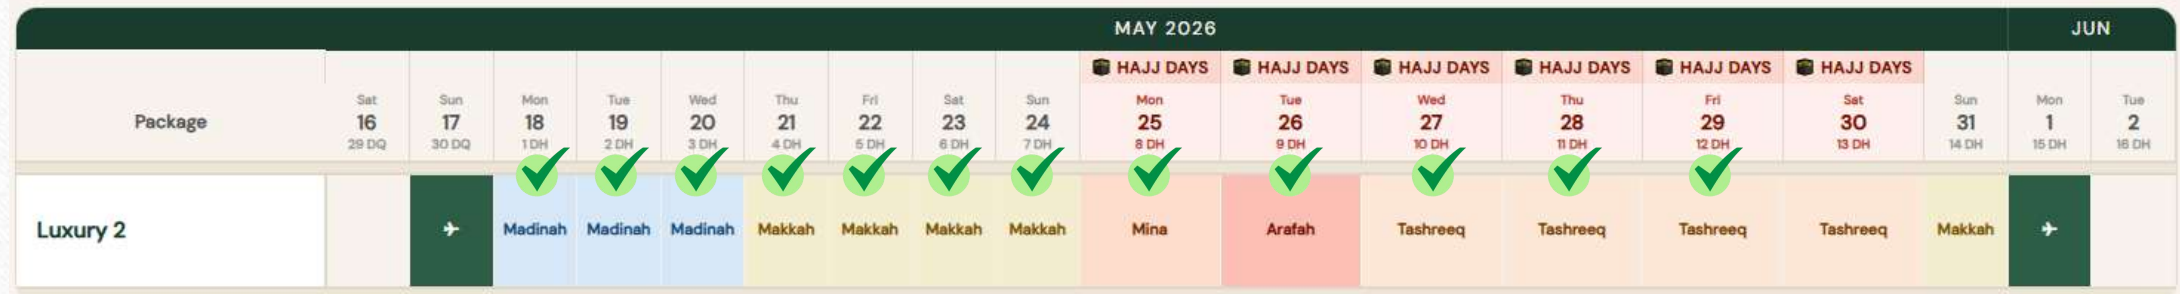 MAY 2026 JUN
HAJJ DAYS HAJJ DAYS HAJJ DAYS HAJJ DAYS HAJJ DAYS HAJJ DAYS
Package
Sat Sun Mon Tue Wed Thu Fri Sat Sun Mon Tue Wed Thu Fri Sat Sun Mon Tue
16 17 18 19 20 21 22 23 24 25 26 27 28 29 30 31 1 2
29 DQ 30 DQ 1 DH 2 DH 3 DH 4 DH 5 DH 6 DH 7 DH 8 DH 9 DH 10 DH 11 DH 12 DH 13 DH 14 DH 15 DH 16 DH
Luxury 2 Madinah Madinah Madinah Makkah Makkah Makkah Makkah Mina Arafah Tashreeq Tashreeq Tashreeq Tashreeq Makkah